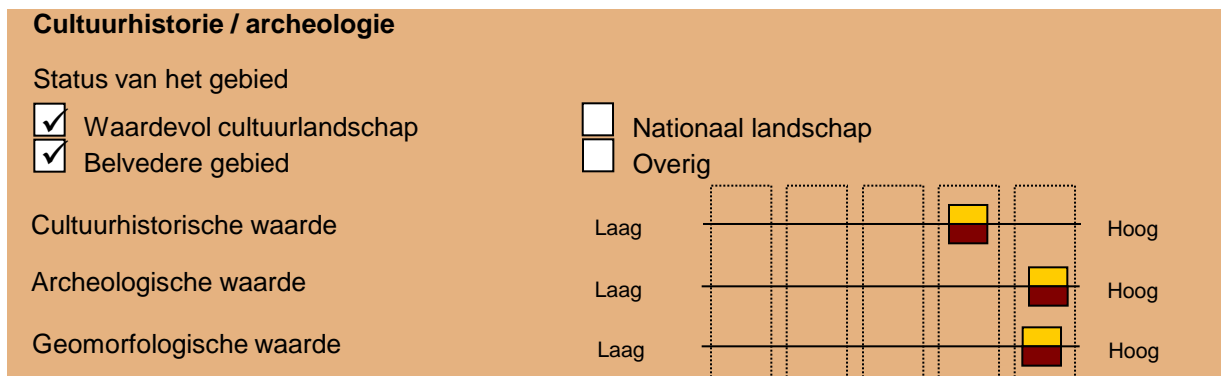 Cultuurhistorie / archeologie
Status van het gebied
Waardevol cultuurlandschap Nationaal landschap
Belvedere gebied Overig
Cultuurhistorische waarde Laag Hoog
Archeologische waarde Laag Hoog
Geomorfologische waarde Laag Hoog